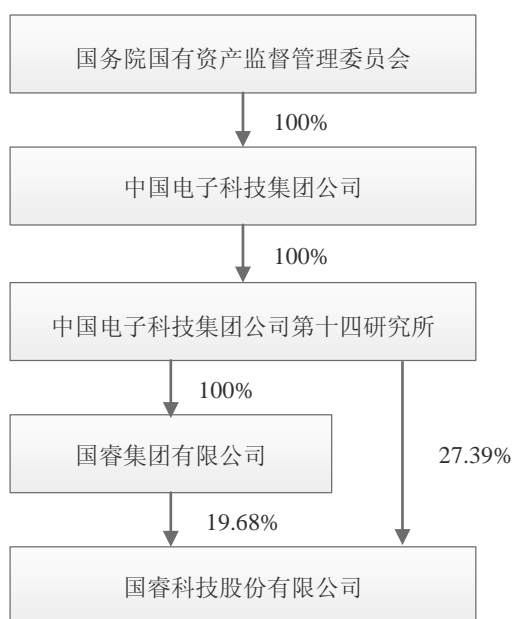 国务院国有资产监督管理委员会
100%
中国电子科技集团公司
100%
中国电子科技集团公司第十四研究所
100%
国睿集团有限公司
27.39%
19.68%
国睿科技股份有限公司